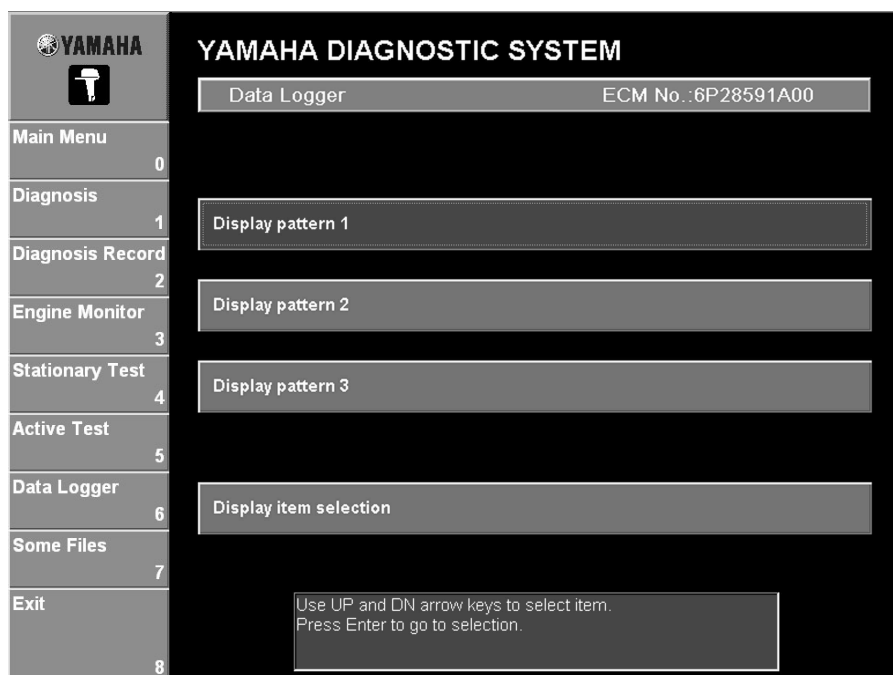 YAMAHA
YAMAHA DIAGNOSTIC SYSTEM
Data Logger ECM No.:6P28591A00
Main Menu
0
Diagnosis
1
Diagnosis Record
2
Engine Monitor
3
Stationary Test
4
Active Test
5
Data Logger
6
Some Files
7
Exit
8
Display pattern 1
Display pattern 2
Display pattern 3
Display item selection
Use UP and DN arrow keys to select item.
Press Enter to go to selection.